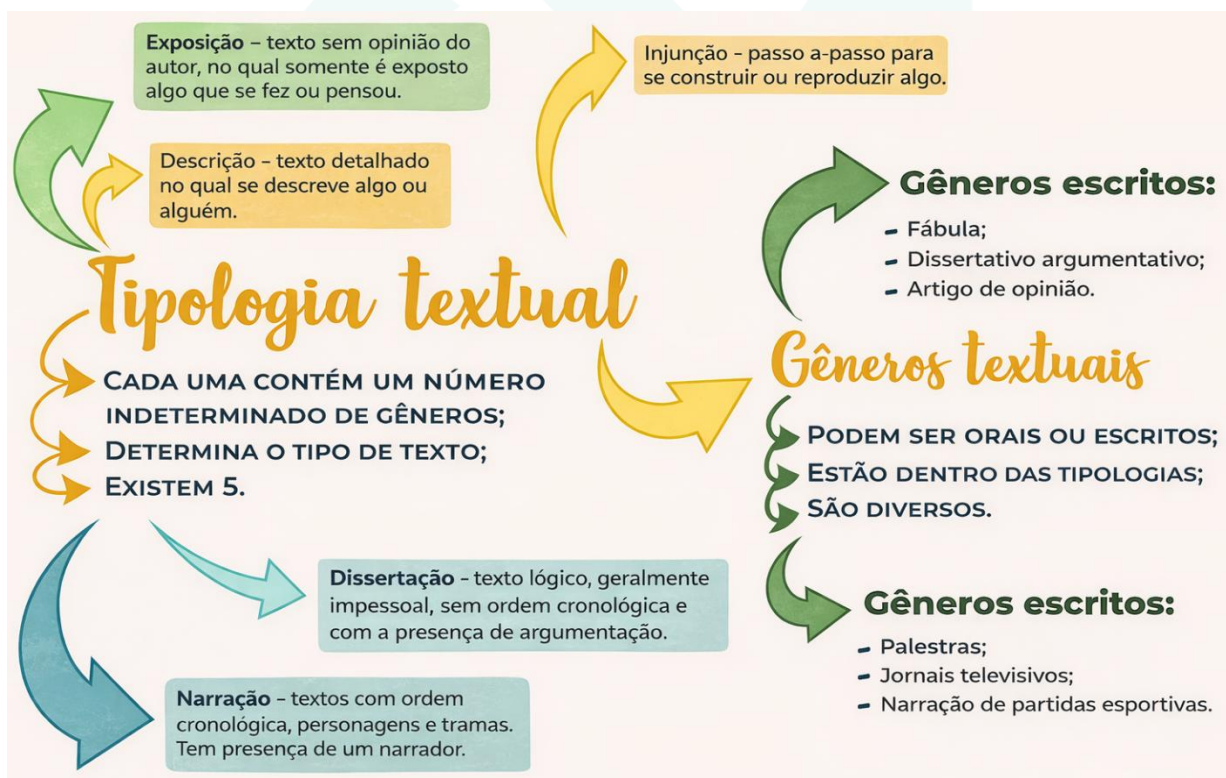 Exposição – texto sem opinião do
autor, no qual somente é exposto
algo que se fez ou pensou.
Descrição – texto detalhado
no qual se descreve algo ou
alguém.
Injunção – passo a-passo para
se construir ou reproduzir algo.
Tipologia textual
CADA UMA CONTÉM UM NÚMERO
INDETERMINADO DE GÊNEROS;
DETERMINA O TIPO DE TEXTO;
EXISTEM 5.
Dissertação – texto lógico, geralmente
impessoal, sem ordem cronológica e
com a presença de argumentação.
Narração – textos com ordem
cronológica, personagens e tramas.
Tem presença de um narrador.
Gêneros escritos:
– Fábula;
– Dissertativo argumentativo;
– Artigo de opinião.
Gêneros textuais
PODEM SER ORAIS OU ESCRITOS;
ESTÃO DENTRO DAS TIPOLOGIAS;
SÃO DIVERSOS.
Gêneros escritos:
– Palestras;
– Jornais televisivos;
– Narração de partidas esportivas.